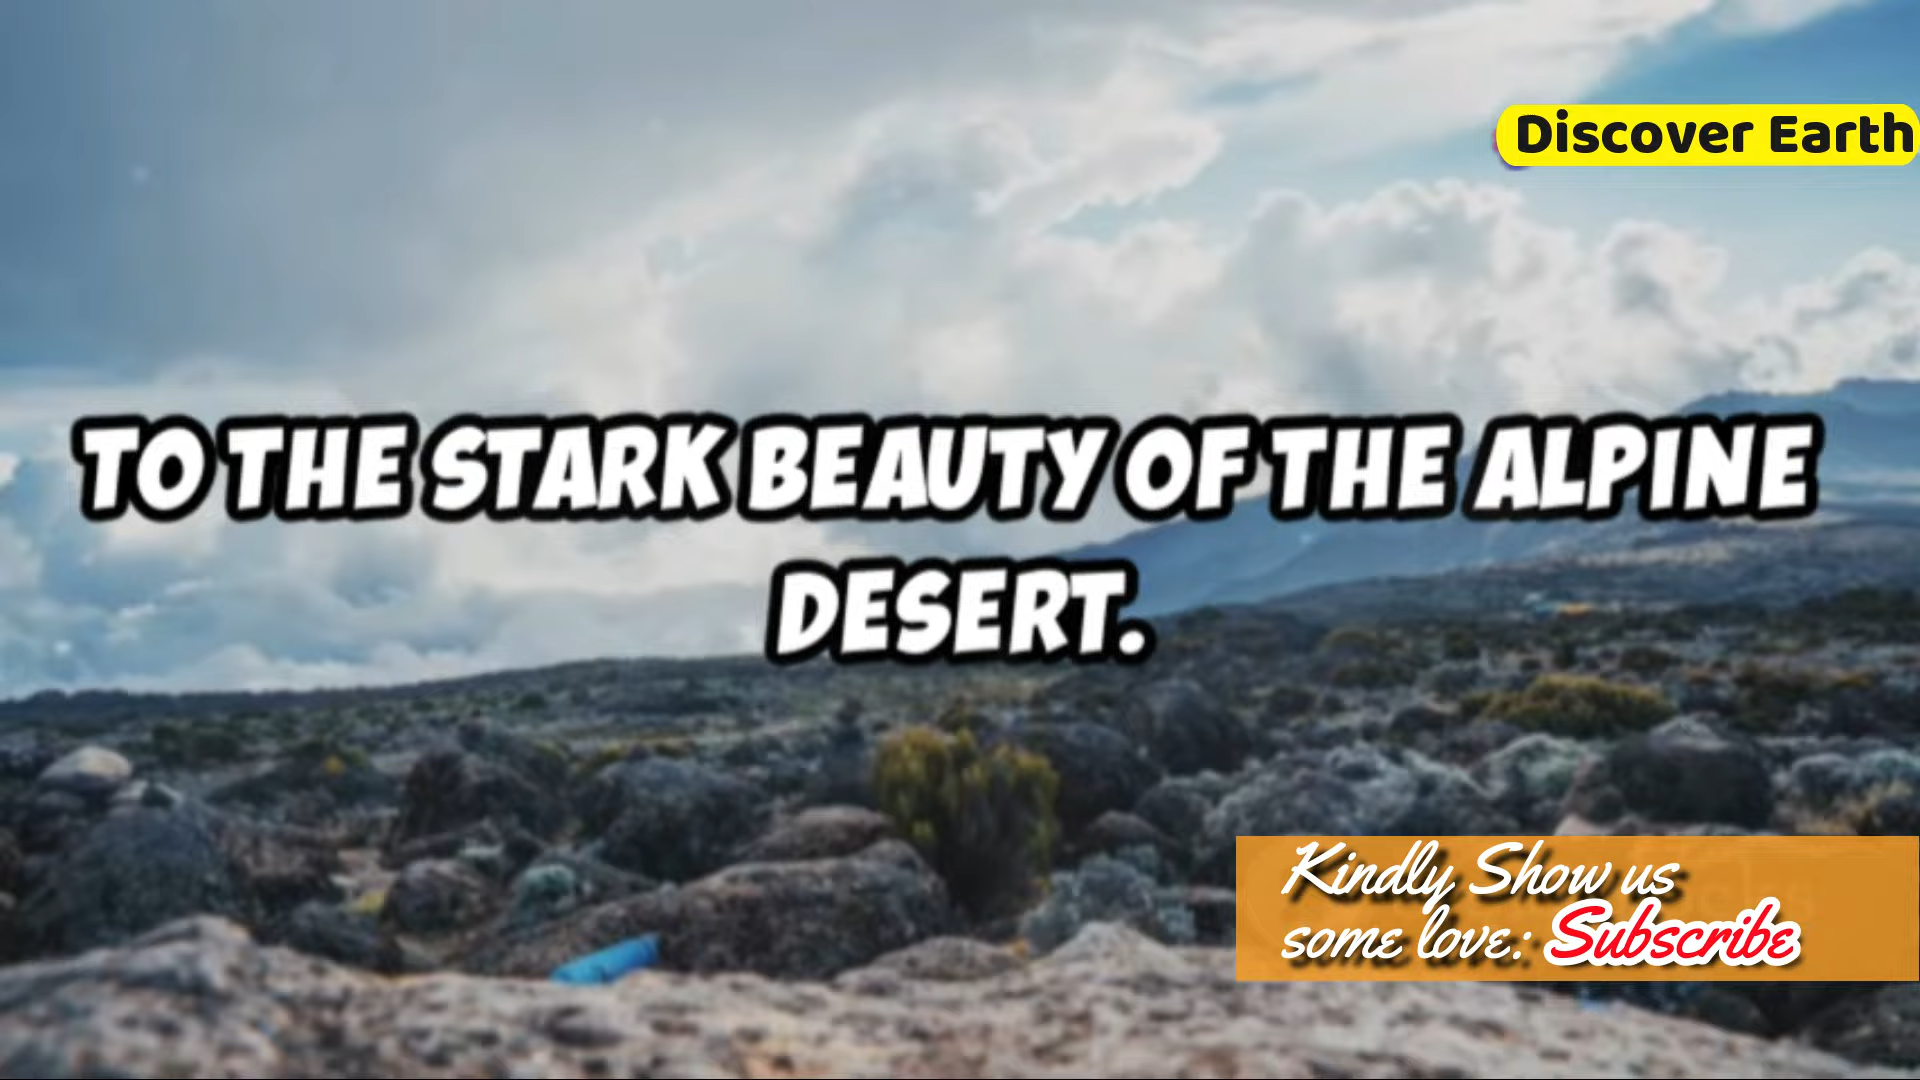 Discover Earth
TO THE STARK BEAUTY OF THE ALPINE
DESERT.
Kindly Show us
some love: Subscribe